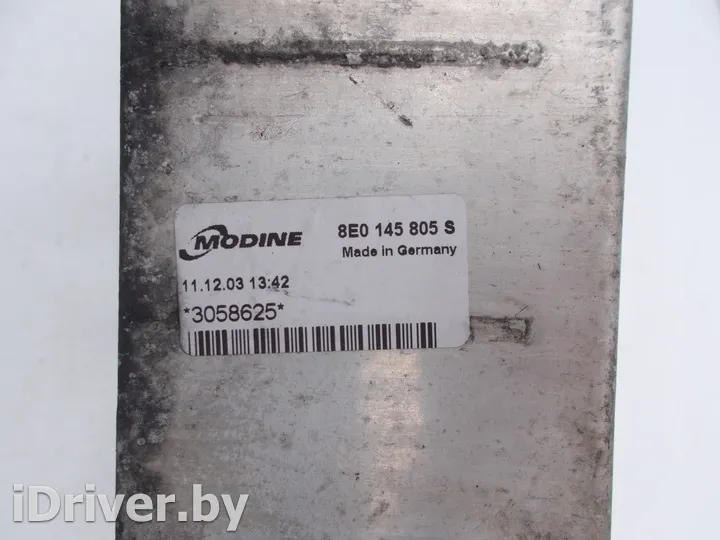 MODINE
8E0 145 805 S
Made in Germany
11.12.03 13:42
*3058625*
iDriver.by